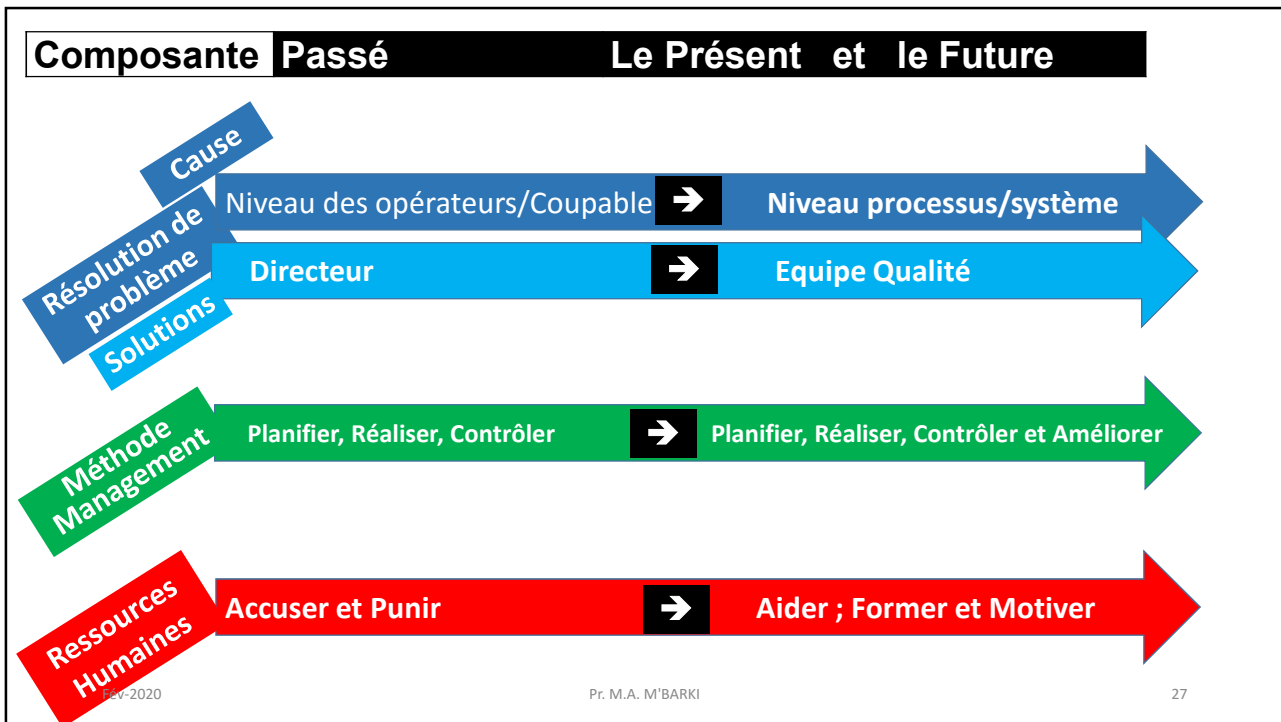 Composante Passé Le Présent et le Future
Cause
Niveau des opérateurs/Coupable ➔ Niveau processus/système
Résolution de
problème
Directeur ➔ Equipe Qualité
Solutions
Méthode
Management
Planifier, Réaliser, Contrôler ➔ Planifier, Réaliser, Contrôler et Améliorer
Ressources
Humaines
Accuser et Punir ➔ Aider ; Former et Motiver
Fév-2020 Pr. M.A. M'BARKI 27